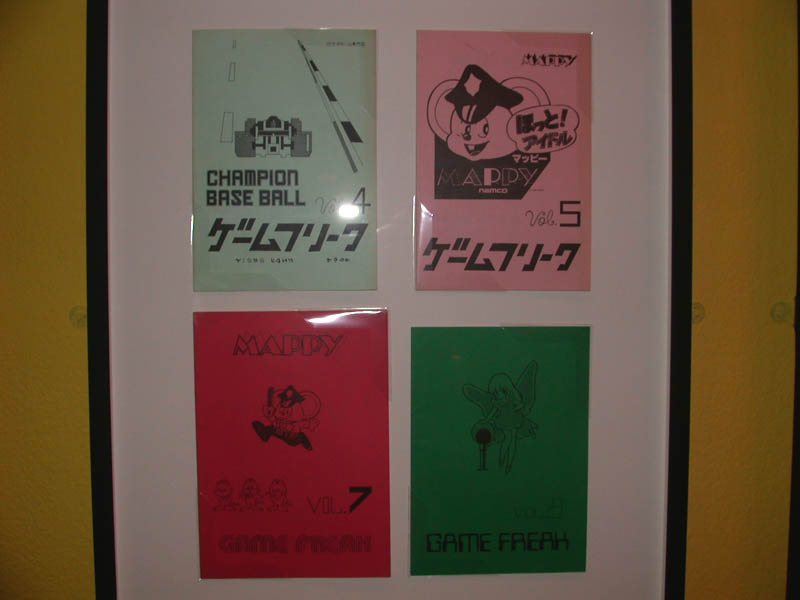 CHAMPION
BASE BALL
Vol.4
ゲームフリーク
MAPPY
ほっと!
アイドル
マッピー
MAPPY
namco
Vol.5
ゲームフリーク
MAPPY
VOL.7
GAME FREAK
GAME FREAK